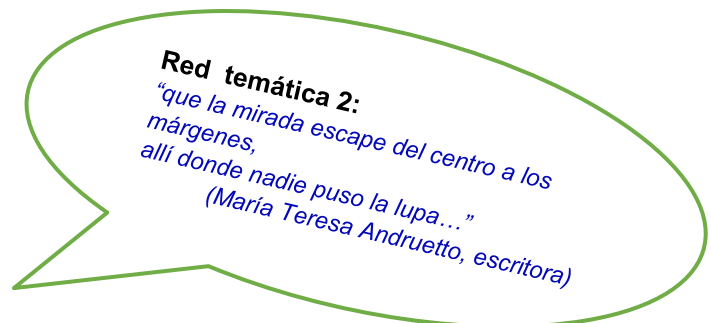 Red temática 2:
“que la mirada escape del centro a los
márgenes,
allí donde nadie puso la lupa…”
(María Teresa Andruetto, escritora)